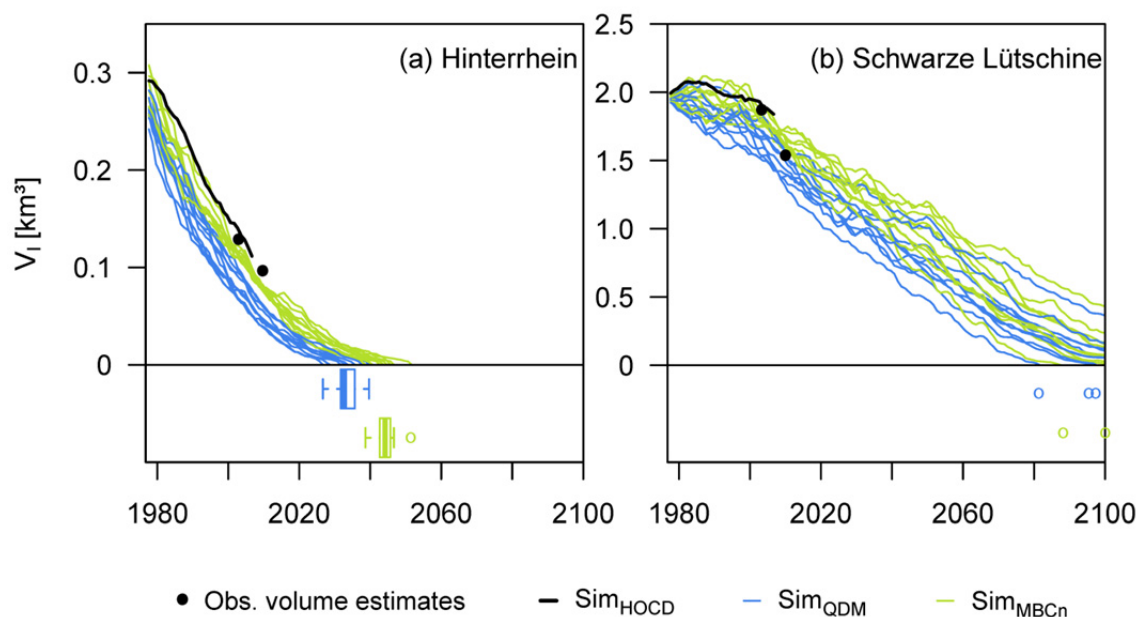 (a) Hinterrhein
(b) Schwarze Lütschine
V_I [km³]
0.3
0.2
0.1
0
2.5
2.0
1.5
1.0
0.5
0
1980 2020 2060 2100
1980 2020 2060 2100
Obs. volume estimates Sim_HOCD Sim_QDM Sim_MBCn